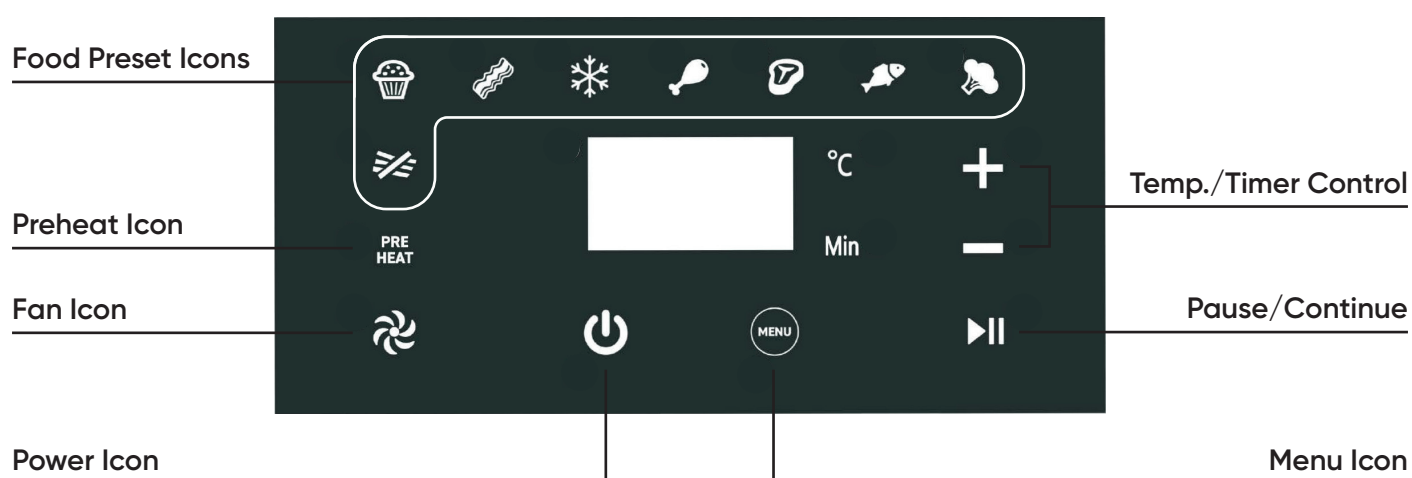 Food Preset Icons
°C
Temp./Timer Control
Preheat Icon
PRE
HEAT
Min
Fan Icon
Pause/Continue
MENU
Power Icon
Menu Icon